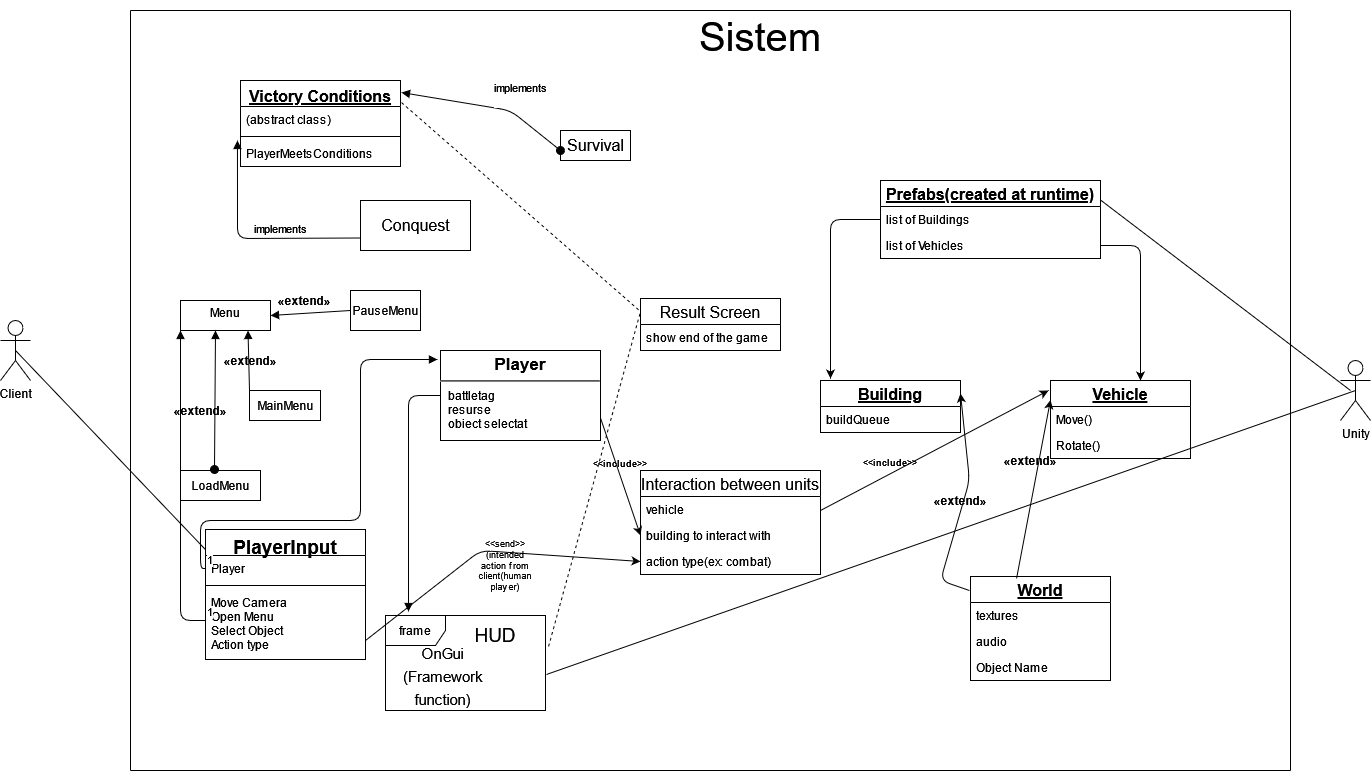 Sistem
Victory Conditions
(abstract class)
PlayerMeetsConditions
implements
Survival
Conquest
implements
Prefabs(created at runtime)
list of Buildings
list of Vehicles
Menu
«extend»
PauseMenu
«extend»
MainMenu
«extend»
LoadMenu
Result Screen
show end of the game
Client
Unity
Player
battletag
resurse
object selectat
Building
buildQueue
Vehicle
Move()
Rotate()
<<include>>
<<include>>
«extend»
«extend»
Interaction between units
vehicle
building to interact with
action type(ex: combat)
PlayerInput
1
Player
Move Camera
1
Open Menu
Select Object
Action type
<<send>>
(intended
action from
client(human
player)
frame
HUD
OnGui
(Framework
function)
World
textures
audio
Object Name